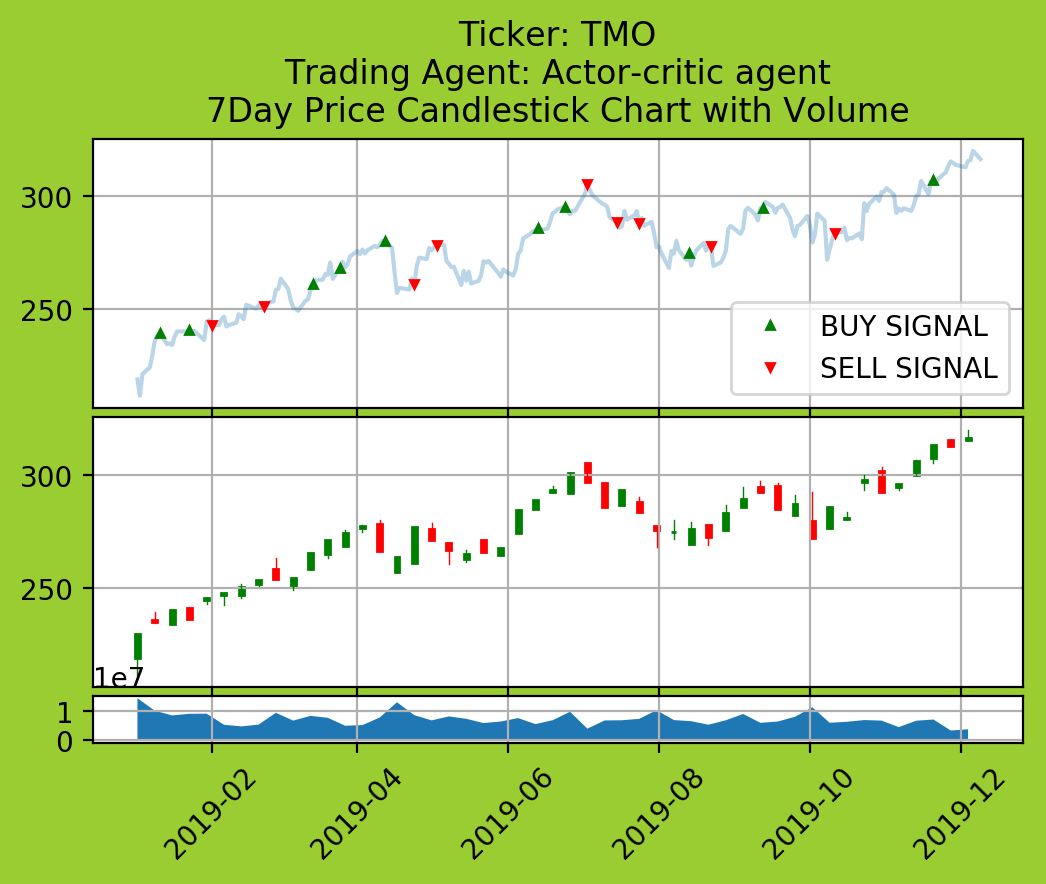 Ticker: TMO
Trading Agent: Actor-critic agent
7Day Price Candlestick Chart with Volume
300
250
BUY SIGNAL
SELL SIGNAL
300
250
1e7
1
0
2019-02
2019-04
2019-06
2019-08
2019-10
2019-12